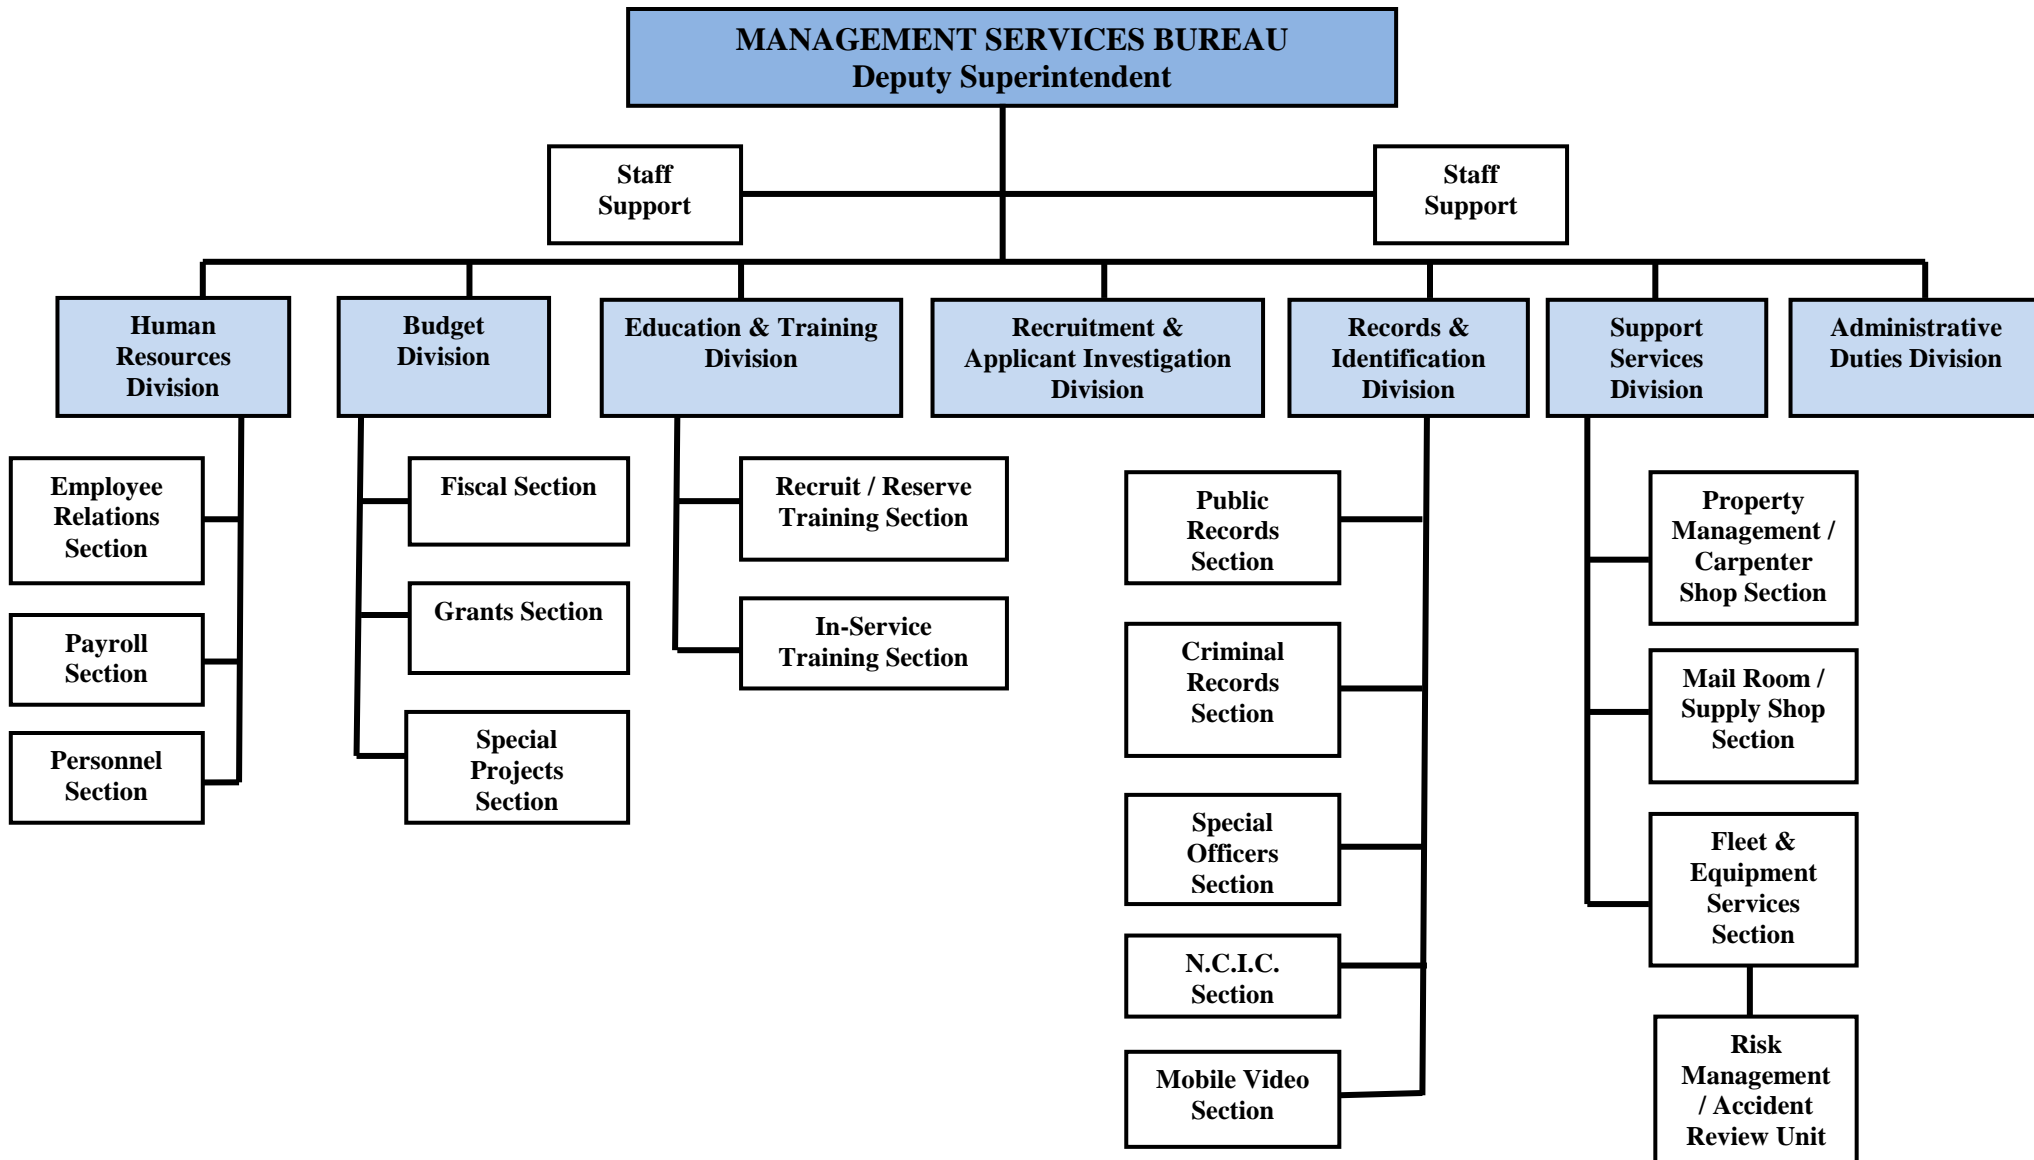 MANAGEMENT SERVICES BUREAU
Deputy Superintendent
Staff
Support
Staff
Support
Human
Resources
Division
Budget
Division
Education & Training
Division
Recruitment &
Applicant Investigation
Division
Records &
Identification
Division
Support
Services
Division
Administrative
Duties Division
Employee
Relations
Section
Payroll
Section
Personnel
Section
Fiscal Section
Grants Section
Special
Projects
Section
Recruit / Reserve
Training Section
In-Service
Training Section
Public
Records
Section
Criminal
Records
Section
Special
Officers
Section
N.C.I.C.
Section
Mobile Video
Section
Property
Management /
Carpenter
Shop Section
Mail Room /
Supply Shop
Section
Fleet &
Equipment
Services
Section
Risk
Management
/ Accident
Review Unit